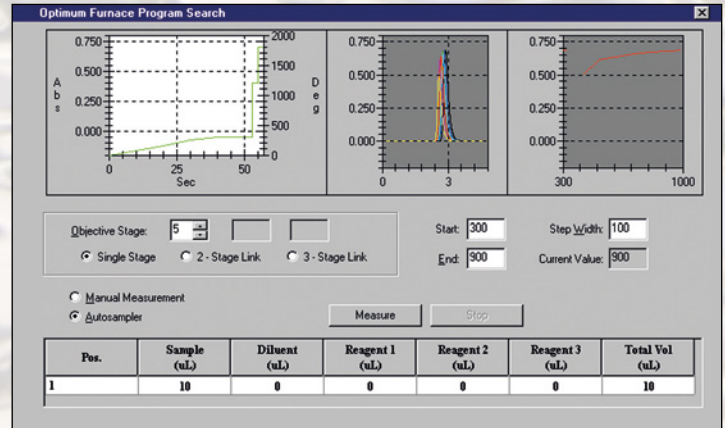 Optimum Furnace Program Search
0.750 0.500 0.250 0.000
Abs
2000 1500 1000 500 0
Deg
0 25 50
Sec
0.750 0.500 0.250 0.000
0 3
0.750 0.500 0.250 0.000
300 1000
Objective Stage: 5
Single Stage 2 - Stage Link 3 - Stage Link
Start: 300 Step Width: 100
End: 900 Current Value: 900
Manual Measurement
Autosampler
Measure Stop
Pos. Sample (uL) Diluent (uL) Reagent 1 (uL) Reagent 2 (uL) Reagent 3 (uL) Total Vol (uL)
1 10 0 0 0 0 10